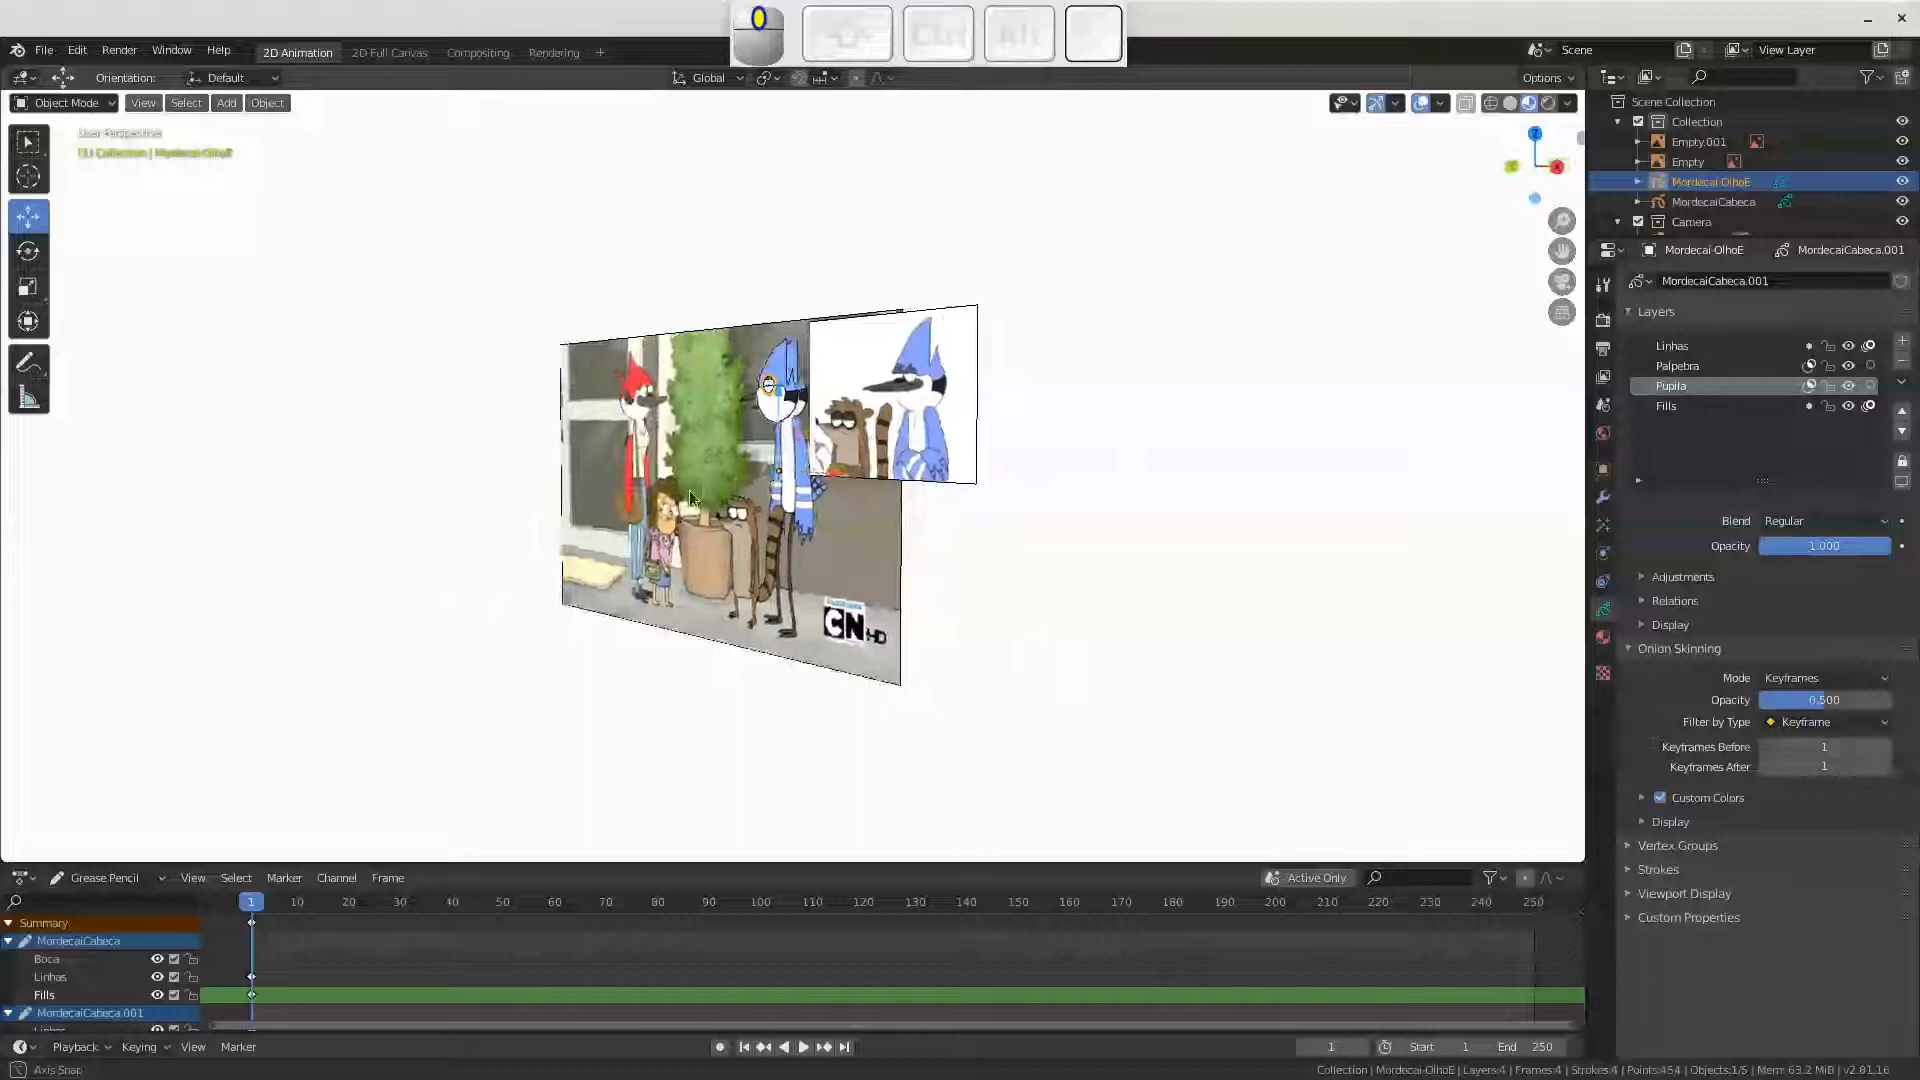 Ctrl Alt
File Edit Render Window Help 2D Animation 2D Full Canvas Compositing Rendering + Scene View Layer
Orientation: Default Global Options
Object Mode View Select Add Object
User Perspective
(1) Collection | Mordecai-OlhoE
Z
X
Scene Collection
Collection
Empty.001
Empty
Mordecai-OlhoE
MordecaiCabeca
Camera
Mordecai-OlhoE MordecaiCabeca.001
MordecaiCabeca.001
Layers
Linhas
Palpebra
Pupila
Fills
Blend Regular
Opacity 1.000
Adjustments
Relations
Display
Onion Skinning
Mode Keyframes
Opacity 0.500
Filter by Type Keyframe
Keyframes Before 1
Keyframes After 1
Custom Colors
Display
Vertex Groups
Strokes
Viewport Display
Custom Properties
CN HD
Grease Pencil View Select Marker Channel Frame Active Only
1 10 20 30 40 50 60 70 80 90 100 110 120 130 140 150 160 170 180 190 200 210 220 230 240 250
Summary
MordecaiCabeca
Boca
Linhas
Fills
MordecaiCabeca.001
Linhas
Playback Keying View Marker 1 Start 1 End 250
Axis Snap Collection | Mordecai-OlhoE | Layers:4 | Frames:4 | Strokes:4 | Points:454 | Objects:1/5 | Mem: 63.2 MiB | v2.91.16